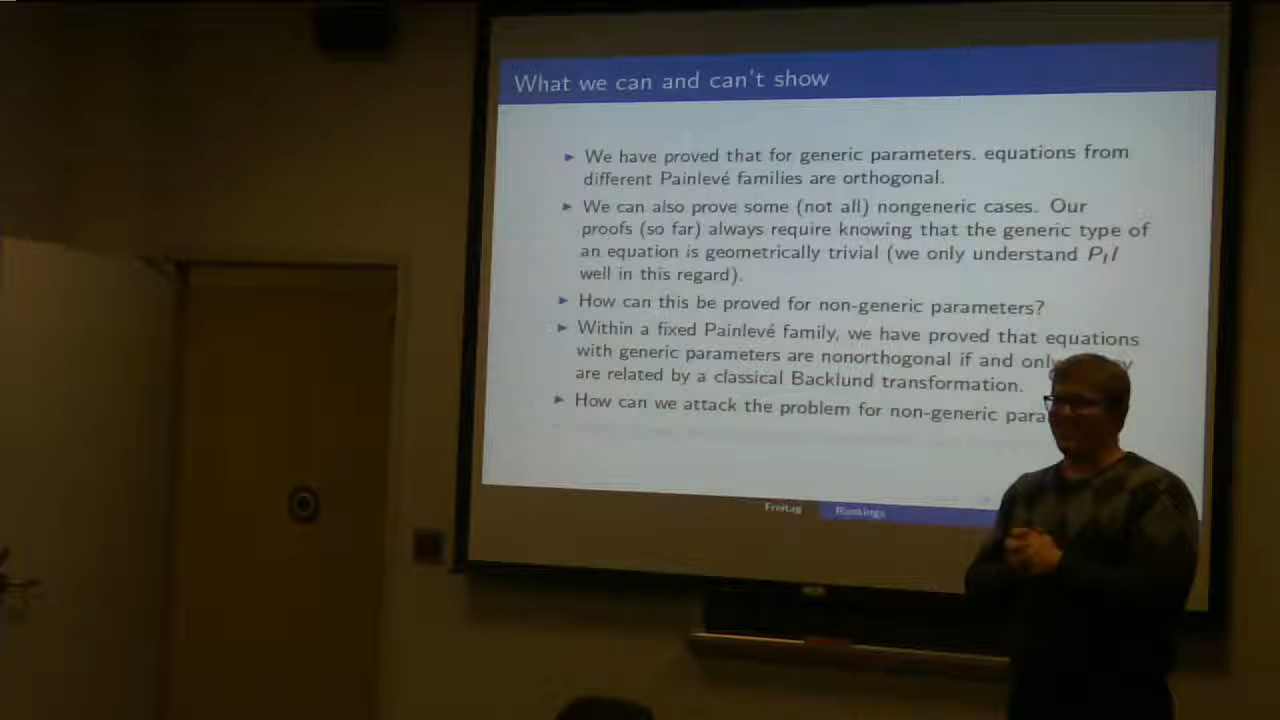 What we can and can't show
▶ We have proved that for generic parameters. equations from
different Painlevé families are orthogonal.
▶ We can also prove some (not all) nongeneric cases. Our
proofs (so far) always require knowing that the generic type of
an equation is geometrically trivial (we only understand P_I I
well in this regard).
▶ How can this be proved for non-generic parameters?
▶ Within a fixed Painlevé family, we have proved that equations
with generic parameters are nonorthogonal if and only
are related by a classical Backlund transformation.
▶ How can we attack the problem for non-generic para
Freitag Rankings